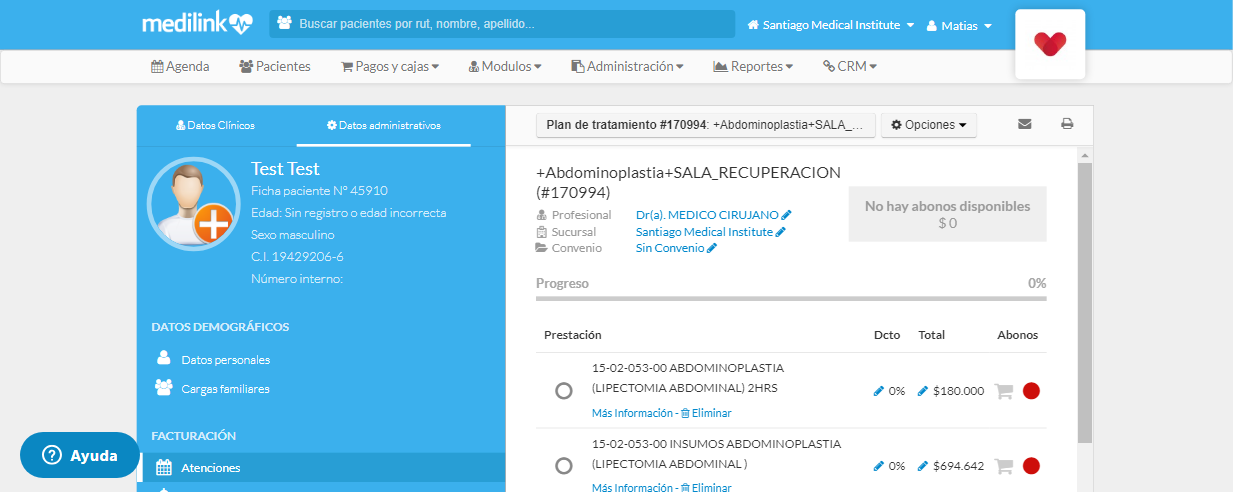 medilink
Buscar pacientes por rut, nombre, apellido...
Santiago Medical Institute
Matias
Agenda
Pacientes
Pagos y cajas
Modulos
Administración
Reportes
CRM
Datos Clínicos
Datos administrativos
Test Test
Ficha paciente N° 45910
Edad: Sin registro o edad incorrecta
Sexo masculino
C.I. 19429206-6
Número interno:
DATOS DEMOGRÁFICOS
Datos personales
Cargas familiares
FACTURACIÓN
Atenciones
Ayuda
Plan de tratamiento #170994: +Abdominoplastia+SALA_...
Opciones
+Abdominoplastia+SALA_RECUPERACION
(#170994)
Profesional Dr(a). MEDICO CIRUJANO
Sucursal Santiago Medical Institute
Convenio Sin Convenio
No hay abonos disponibles
$ 0
Progreso 0%
Prestación Dcto Total Abonos
15-02-053-00 ABDOMINOPLASTIA
(LIPECTOMIA ABDOMINAL) 2HRS
0% $180.000
Más Información - Eliminar
15-02-053-00 INSUMOS ABDOMINOPLASTIA
(LIPECTOMIA ABDOMINAL )
0% $694.642
Más Información - Eliminar